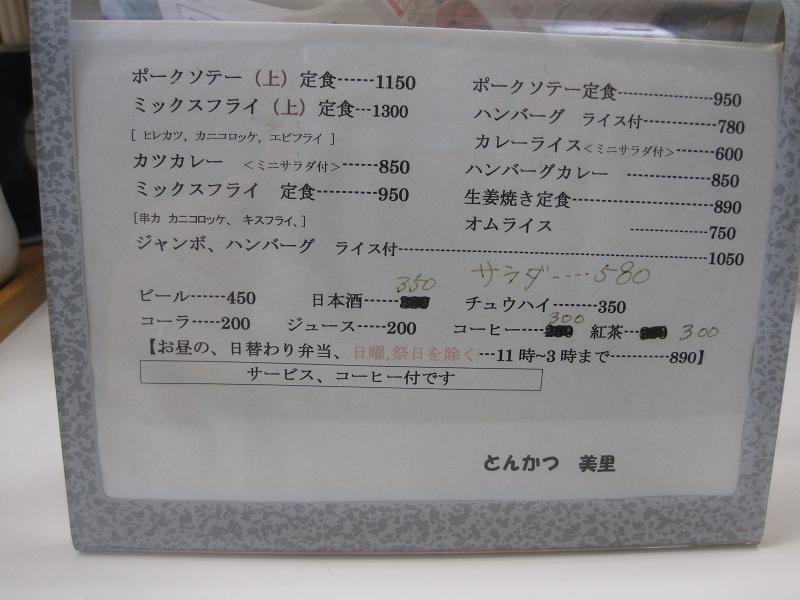 ポークソテー（上）定食------1150
ミックスフライ（上）定食---1300
[ ヒレカツ, カニコロッケ, エビフライ ]
カツカレー <ミニサラダ付>------850
ミックスフライ 定食------950
[串カ カニコロッケ、キスフライ、]
ポークソテー定食------950
ハンバーグ ライス付------780
カレーライス<ミニサラダ付>----600
ハンバーグカレー ------850
生姜焼き定食------890
オムライス ------750
ジャンボ、ハンバーグ ライス付------1050
サラダ----580
ビール------450 日本酒-----350 チュウハイ-------350
コーラ-----200 ジュース-----200 コーヒー---300 紅茶---300
【お昼の、日替わり弁当、日曜,祭日を除く---11時~3時まで----------890】
サービス、コーヒー付です
とんかつ 美里